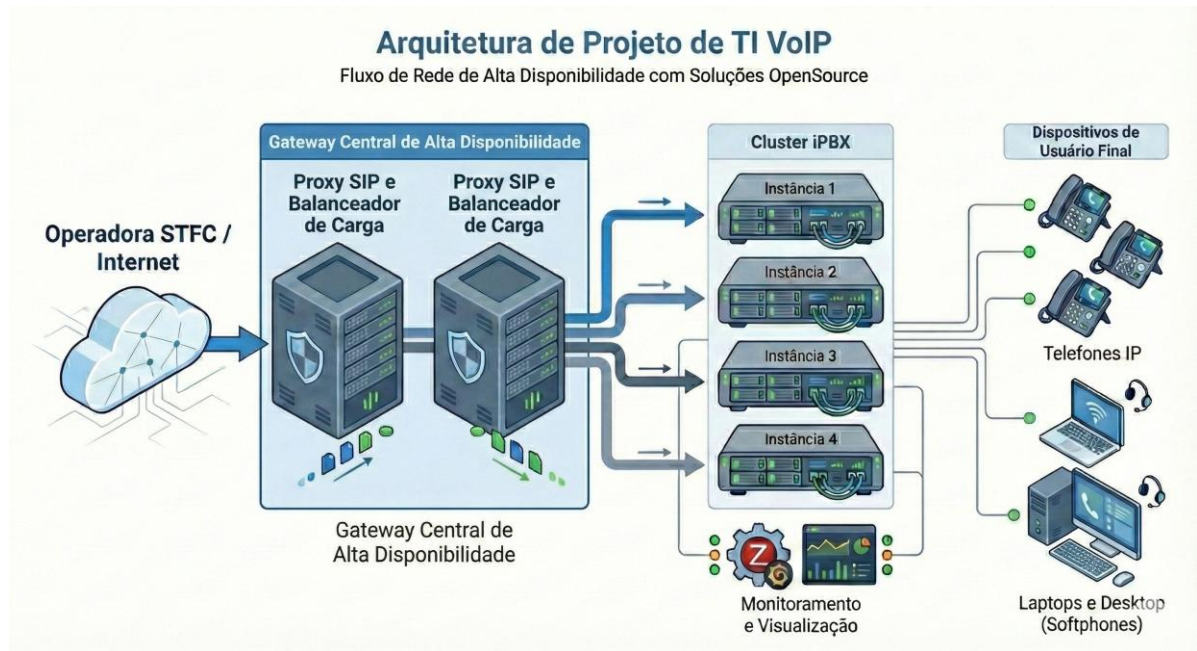 Arquitetura de Projeto de TI VoIP
Fluxo de Rede de Alta Disponibilidade com Soluções OpenSource
Operadora STFC /
Internet
Gateway Central de Alta Disponibilidade
Proxy SIP e
Balanceador
de Carga
Proxy SIP e
Balanceador
de Carga
Gateway Central de
Alta Disponibilidade
Cluster iPBX
Instância 1
Instância 2
Instância 3
Instância 4
Z
Monitoramento
e Visualização
Dispositivos de
Usuário Final
Telefones IP
Laptops e Desktop
(Softphones)